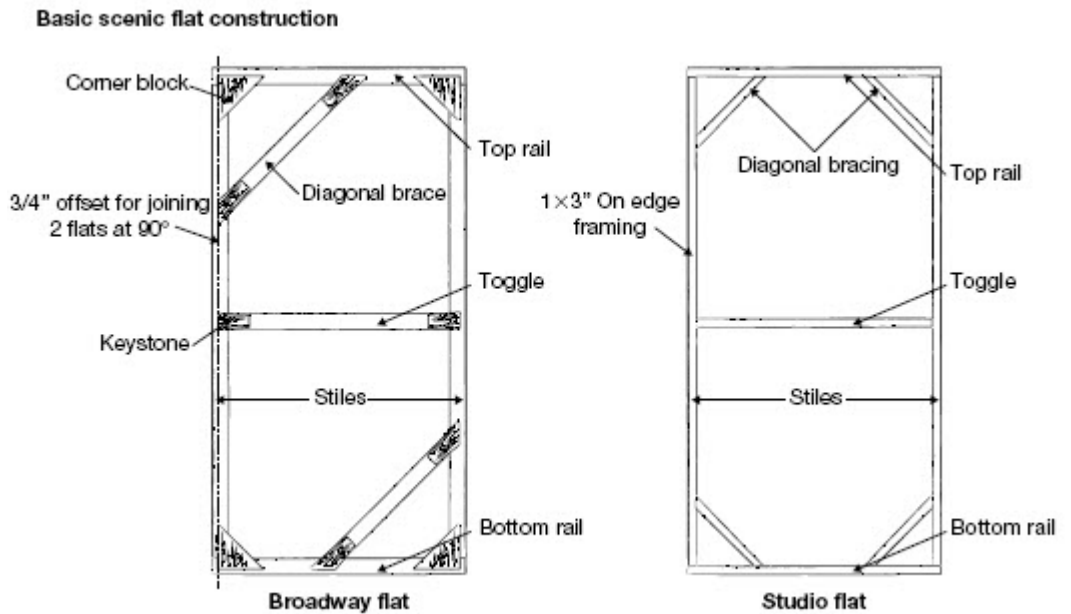 Basic scenic flat construction
Corner block
Top rail
Diagonal brace
3/4" offset for joining
2 flats at 90°
Toggle
Keystone
Stiles
Bottom rail
Broadway flat
Diagonal bracing
Top rail
1×3" On edge
framing
Toggle
Stiles
Bottom rail
Studio flat